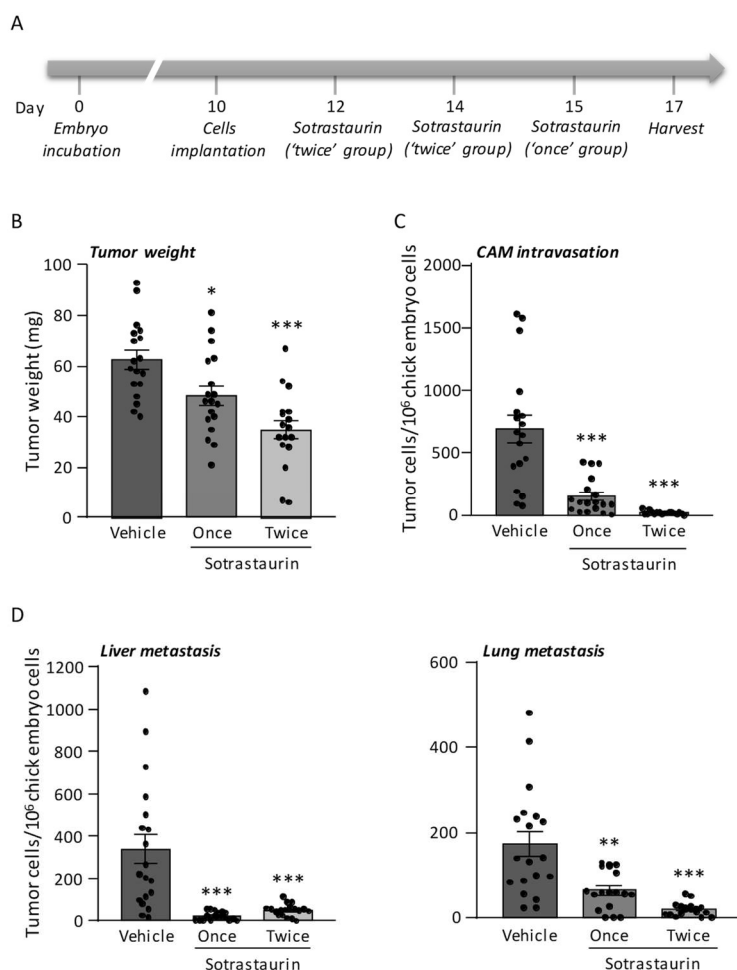 A
Day 0 10 12 14 15 17
Embryo Cells Sotrastaurin Sotrastaurin Sotrastaurin Harvest
incubation implantation (‘twice’ group) (‘twice’ group) (‘once’ group)
B
Tumor weight
Tumor weight (mg)
100
80
60
40
20
0
*
***
Vehicle Once Twice
Sotrastaurin
C
CAM intravasation
Tumor cells/10⁶ chick embryo cells
2000
1500
1000
500
0
***
***
Vehicle Once Twice
Sotrastaurin
D
Liver metastasis
Tumor cells/10⁶ chick embryo cells
1200
1000
800
600
400
200
0
***
***
Vehicle Once Twice
Sotrastaurin
Lung metastasis
600
400
200
0
**
***
Vehicle Once Twice
Sotrastaurin